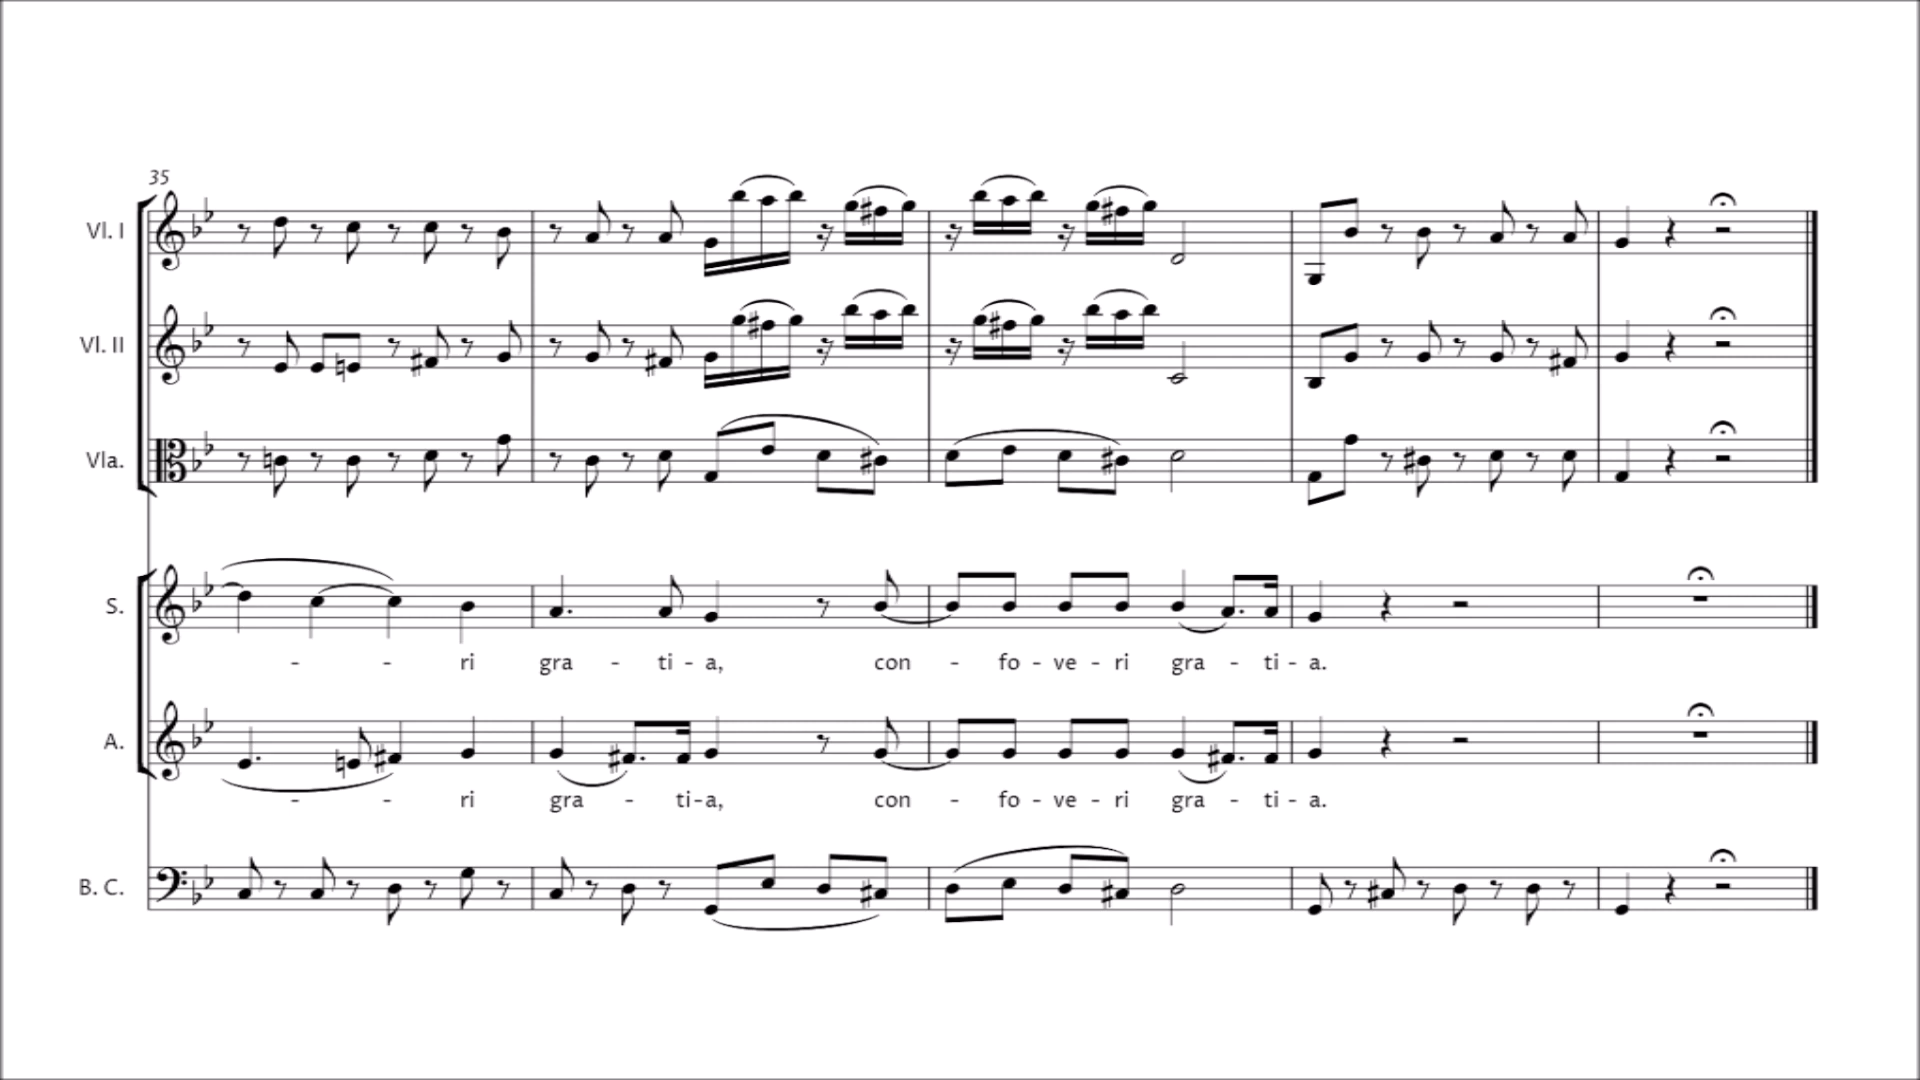 35
Vl. I
Vl. II
Vla.
S.
- - ri gra - ti - a, con - fo - ve - ri gra - ti - a.
A.
- - ri gra - ti-a, con - fo - ve - ri gra - ti - a.
B. C.